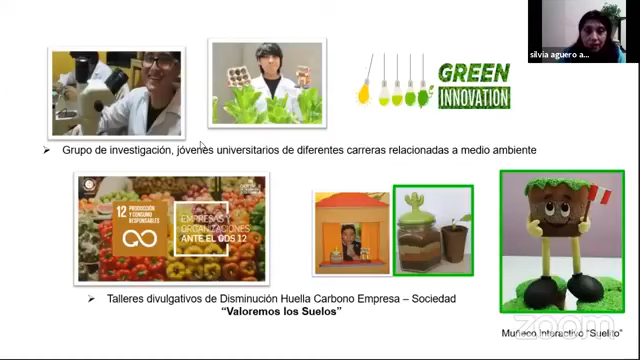 silvia aguero a...
GREEN
INNOVATION
➢ Grupo de investigación, jóvenes universitarios de diferentes carreras relacionadas a medio ambiente
12 PRODUCCIÓN
Y CONSUMO
RESPONSABLES
EMPRESAS Y
ORGANIZACIONES
ANTE EL ODS 12
➢ Talleres divulgativos de Disminución Huella Carbono Empresa – Sociedad
“Valoremos los Suelos”
Muñeco Interactivo “Suelito”
zoom